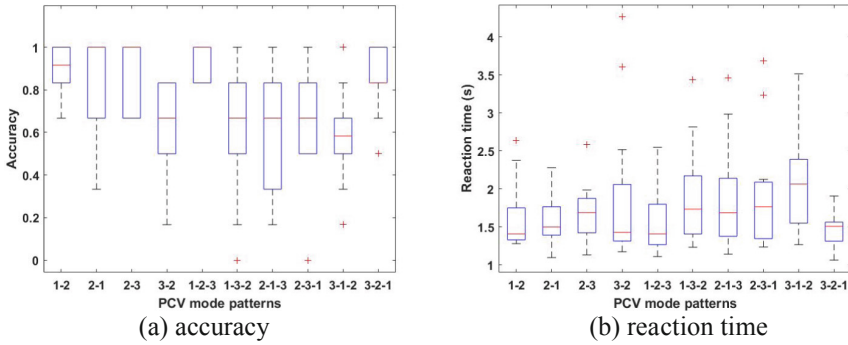 1
0.8
0.6
0.4
0.2
0
Accuracy
1-2 2-1 2-3 3-2 1-2-3 1-3-2 2-1-3 2-3-1 3-1-2 3-2-1
PCV mode patterns
(a) accuracy
4
3.5
3
2.5
2
1.5
1
Reaction time (s)
1-2 2-1 2-3 3-2 1-2-3 1-3-2 2-1-3 2-3-1 3-1-2 3-2-1
PCV mode patterns
(b) reaction time